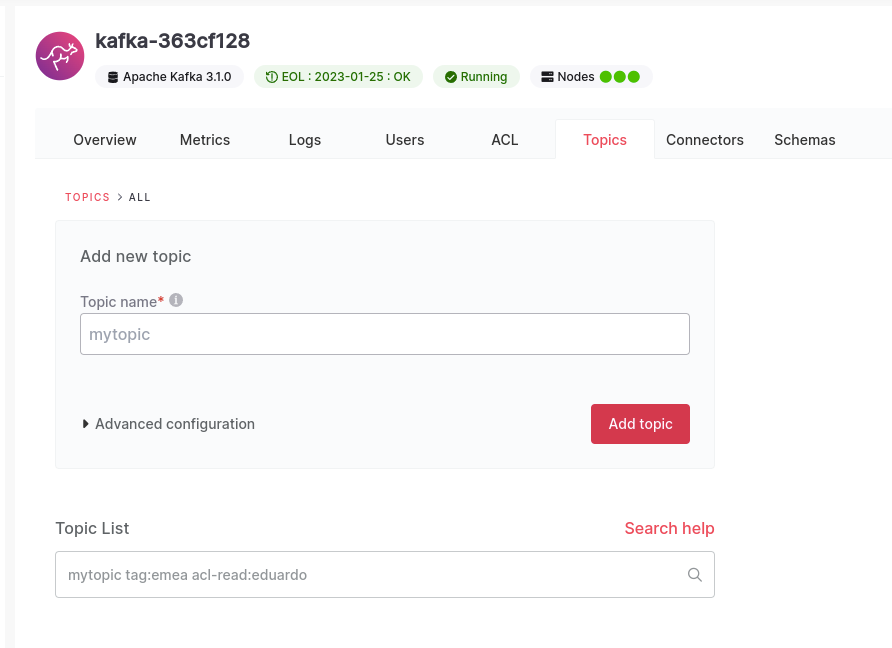 kafka-363cf128
Apache Kafka 3.1.0 EOL : 2023-01-25 : OK Running Nodes
Overview Metrics Logs Users ACL Topics Connectors Schemas
TOPICS > ALL
Add new topic
Topic name*
mytopic
Advanced configuration Add topic
Topic List Search help
mytopic tag:emea acl-read:eduardo